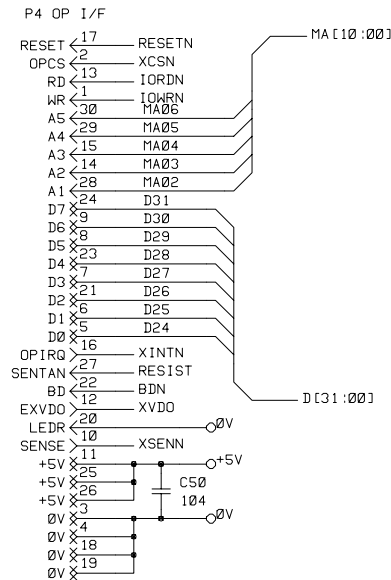 P4 OP I/F
RESET 17 RESETN
OPCS 2 XCSN
RD 13 IORDN
WR 1 IOWRN
A5 30 MA06
A4 29 MA05
A3 15 MA04
A2 14 MA03
A1 28 MA02
D7 24 D31
D6 9 D30
D5 8 D29
D4 23 D28
D3 7 D27
D2 21 D26
D1 6 D25
D0 5 D24
OPIRQ 16 XINTN
SENTAN 27 RESIST
BD 22 BDN
EXVDO 12 XVDO
LEDR 20 0V
SENSE 10 XSENN
+5V 11 +5V
+5V 25
+5V 26
0V 3 0V
0V 4
0V 18
0V 19
MA[10:00]
D[31:00]
C50
104